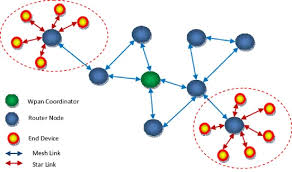 Wpan Coordinator
Router Node
End Device
Mesh Link
Star Link